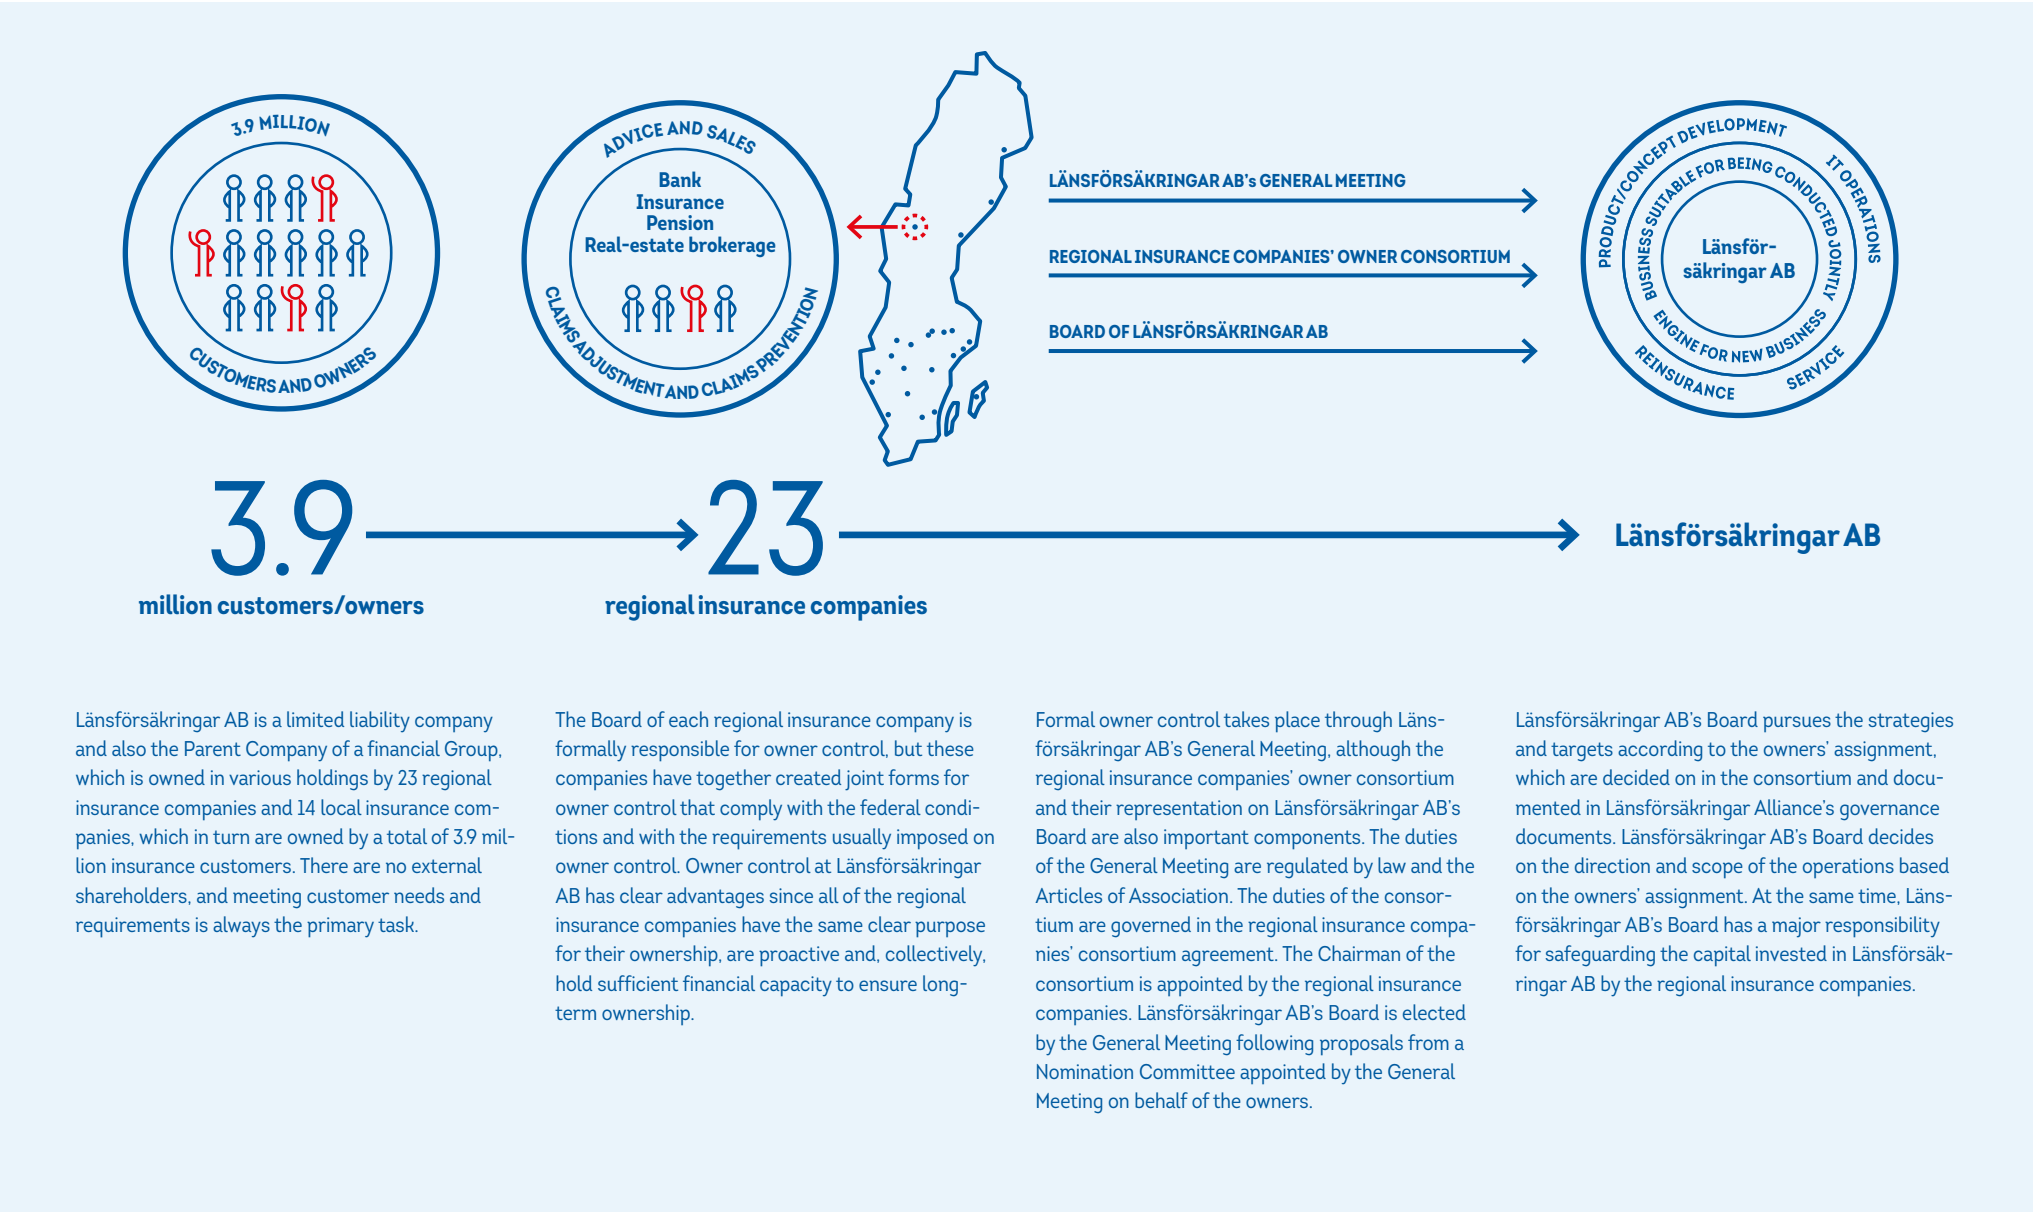 3.9 MILLION
CUSTOMERS AND OWNERS
ADVICE AND SALES
Bank
Insurance
Pension
Real-estate brokerage
CLAIMS ADJUSTMENT AND CLAIMS PREVENTION
LÄNSFÖRSÄKRINGAR AB's GENERAL MEETING
REGIONAL INSURANCE COMPANIES' OWNER CONSORTIUM
BOARD OF LÄNSFÖRSÄKRINGAR AB
PRODUCT/CONCEPT DEVELOPMENT
IT OPERATIONS
SERVICE
REINSURANCE
BUSINESS SUITABLE FOR BEING CONDUCTED JOINTLY
ENGINE FOR NEW BUSINESS
Länsför-
säkringar AB
3.9
million customers/owners
23
regional insurance companies
Länsförsäkringar AB
Länsförsäkringar AB is a limited liability company
and also the Parent Company of a financial Group,
which is owned in various holdings by 23 regional
insurance companies and 14 local insurance com-
panies, which in turn are owned by a total of 3.9 mil-
lion insurance customers. There are no external
shareholders, and meeting customer needs and
requirements is always the primary task.
The Board of each regional insurance company is
formally responsible for owner control, but these
companies have together created joint forms for
owner control that comply with the federal condi-
tions and with the requirements usually imposed on
owner control. Owner control at Länsförsäkringar
AB has clear advantages since all of the regional
insurance companies have the same clear purpose
for their ownership, are proactive and, collectively,
hold sufficient financial capacity to ensure long-
term ownership.
Formal owner control takes place through Läns-
försäkringar AB's General Meeting, although the
regional insurance companies' owner consortium
and their representation on Länsförsäkringar AB's
Board are also important components. The duties
of the General Meeting are regulated by law and the
Articles of Association. The duties of the consor-
tium are governed in the regional insurance compa-
nies' consortium agreement. The Chairman of the
consortium is appointed by the regional insurance
companies. Länsförsäkringar AB's Board is elected
by the General Meeting following proposals from a
Nomination Committee appointed by the General
Meeting on behalf of the owners.
Länsförsäkringar AB's Board pursues the strategies
and targets according to the owners' assignment,
which are decided on in the consortium and docu-
mented in Länsförsäkringar Alliance's governance
documents. Länsförsäkringar AB's Board decides
on the direction and scope of the operations based
on the owners' assignment. At the same time, Läns-
försäkringar AB's Board has a major responsibility
for safeguarding the capital invested in Länsförsäk-
ringar AB by the regional insurance companies.